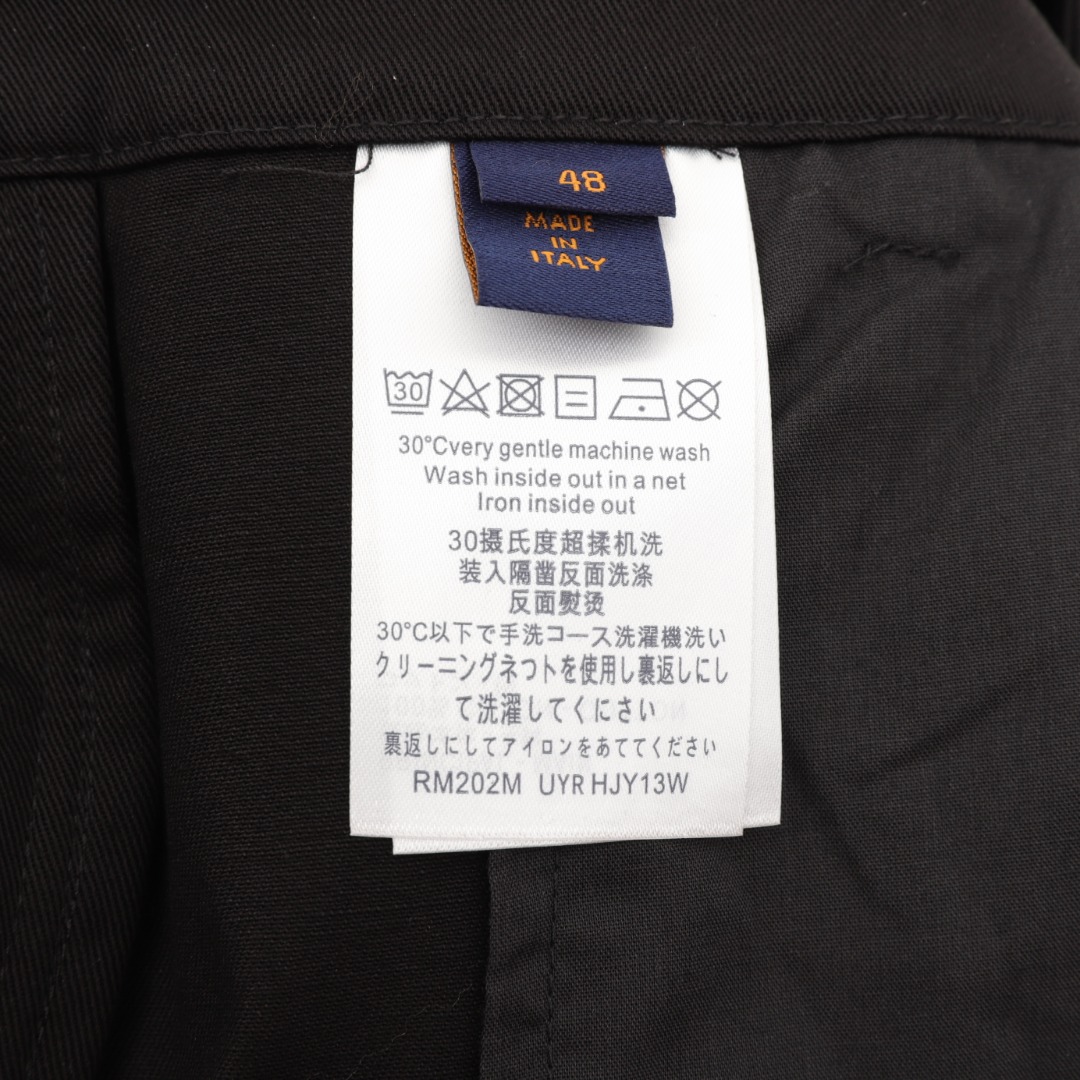 48
MADE
IN
ITALY
30
30°Cvery gentle machine wash
Wash inside out in a net
Iron inside out
30摄氏度超揉机洗
装入隔凿反面洗涤
反面熨烫
30°C以下で手洗コース洗濯機洗い
クリーニングネコトを使用し裏返しにし
て洗濯してください
裏返しにしてアイロンをあててください
RM202M UYR HJY13W